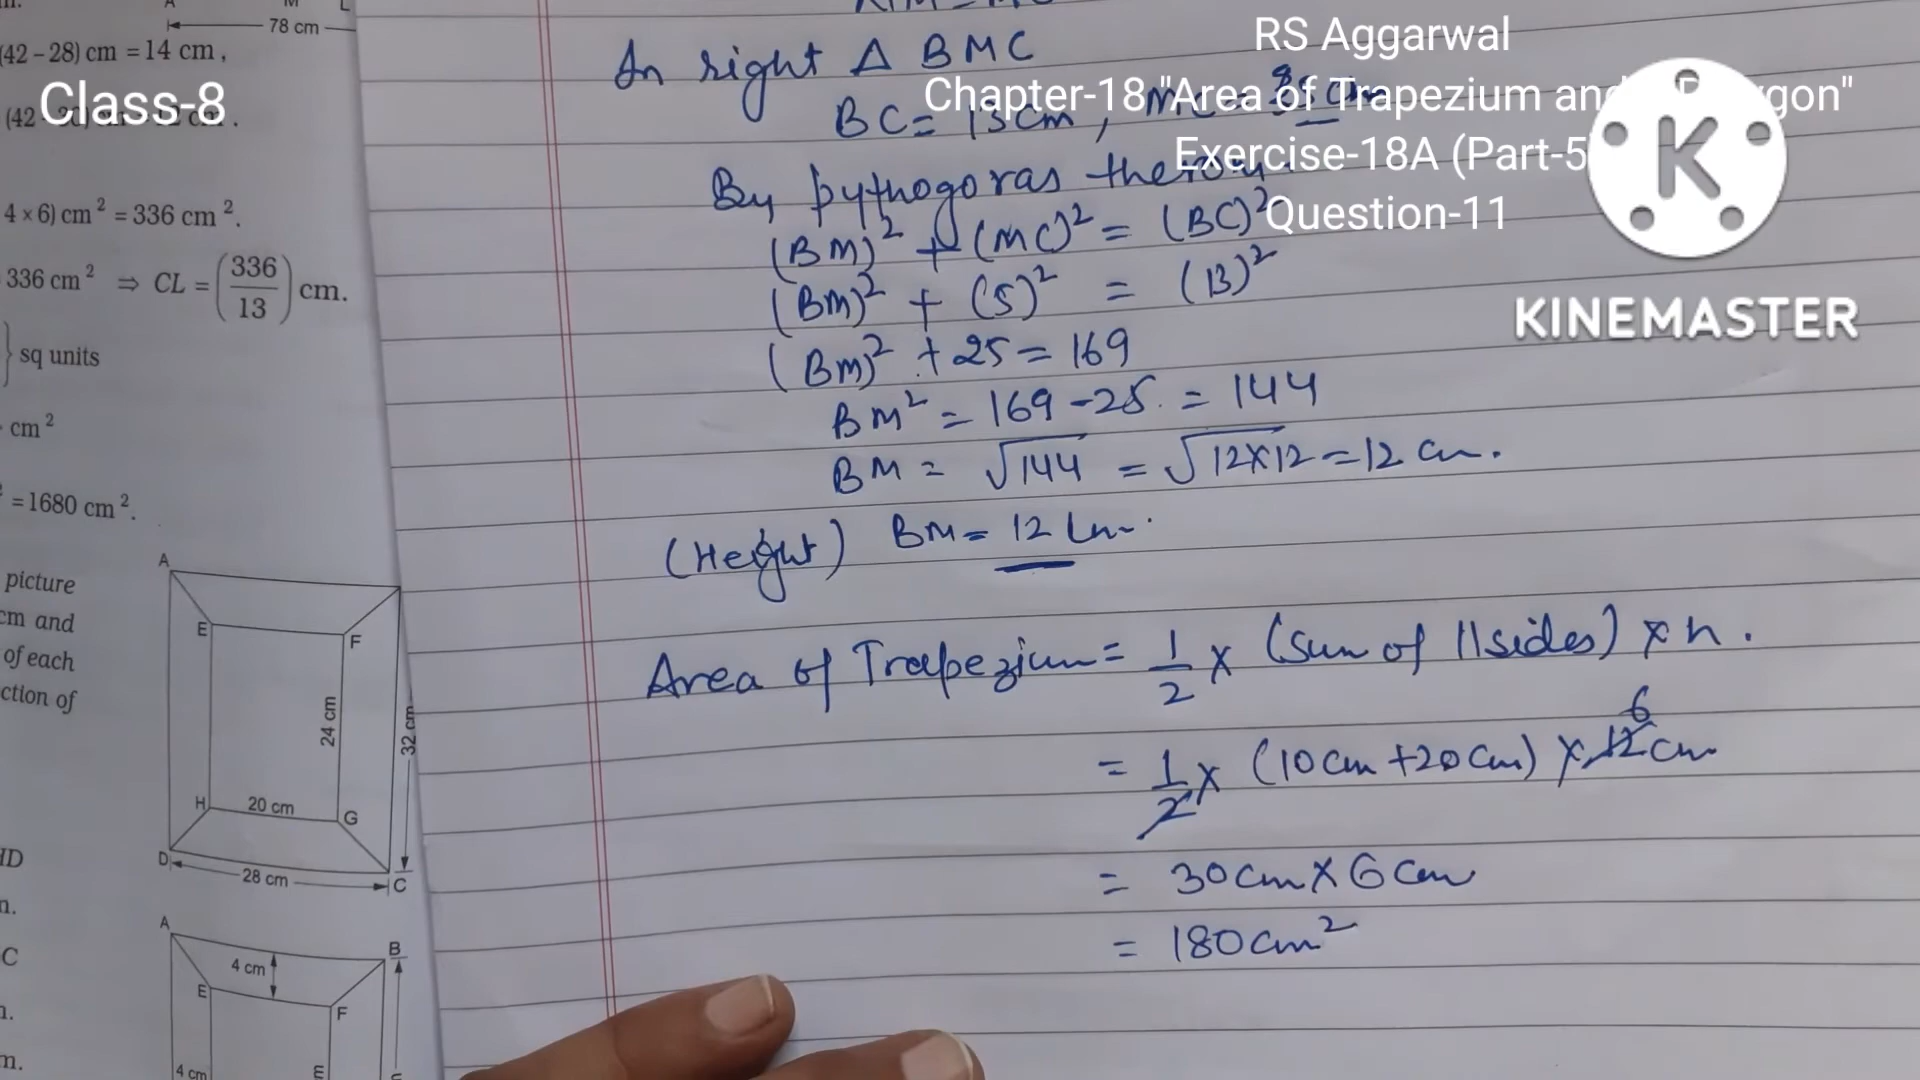 78 cm
(42 – 28) cm = 14 cm,
4 × 6) cm² = 336 cm².
336 cm² ⇒ CL = (336/13) cm.
sq units
cm²
= 1680 cm².
picture
cm and
of each
ction of
A
E
F
24 cm
32 cm
H
20 cm
G
D
28 cm
C
A
B
4 cm
E
F
4 cm
Class-8
RS Aggarwal
Chapter-18 "Area of Trapezium an
Exercise-18A (Part-5
Question-11
K
KINEMASTER
In right Δ BMC
BC = 13 cm,
By pythogoras
(BM)² + (MC)² = (BC)²
(BM)² + (5)² = (13)²
(BM)² + 25 = 169
BM² = 169 - 25 = 144
BM = √144 = √12×12 = 12 cm.
(Height) BM = 12 cm.
Area of Trapezium = 1/2 × (Sum of || sides) × h.
= 1/2 × (10 cm + 20 cm) × 12 cm
6
= 30 cm × 6 cm
= 180 cm²